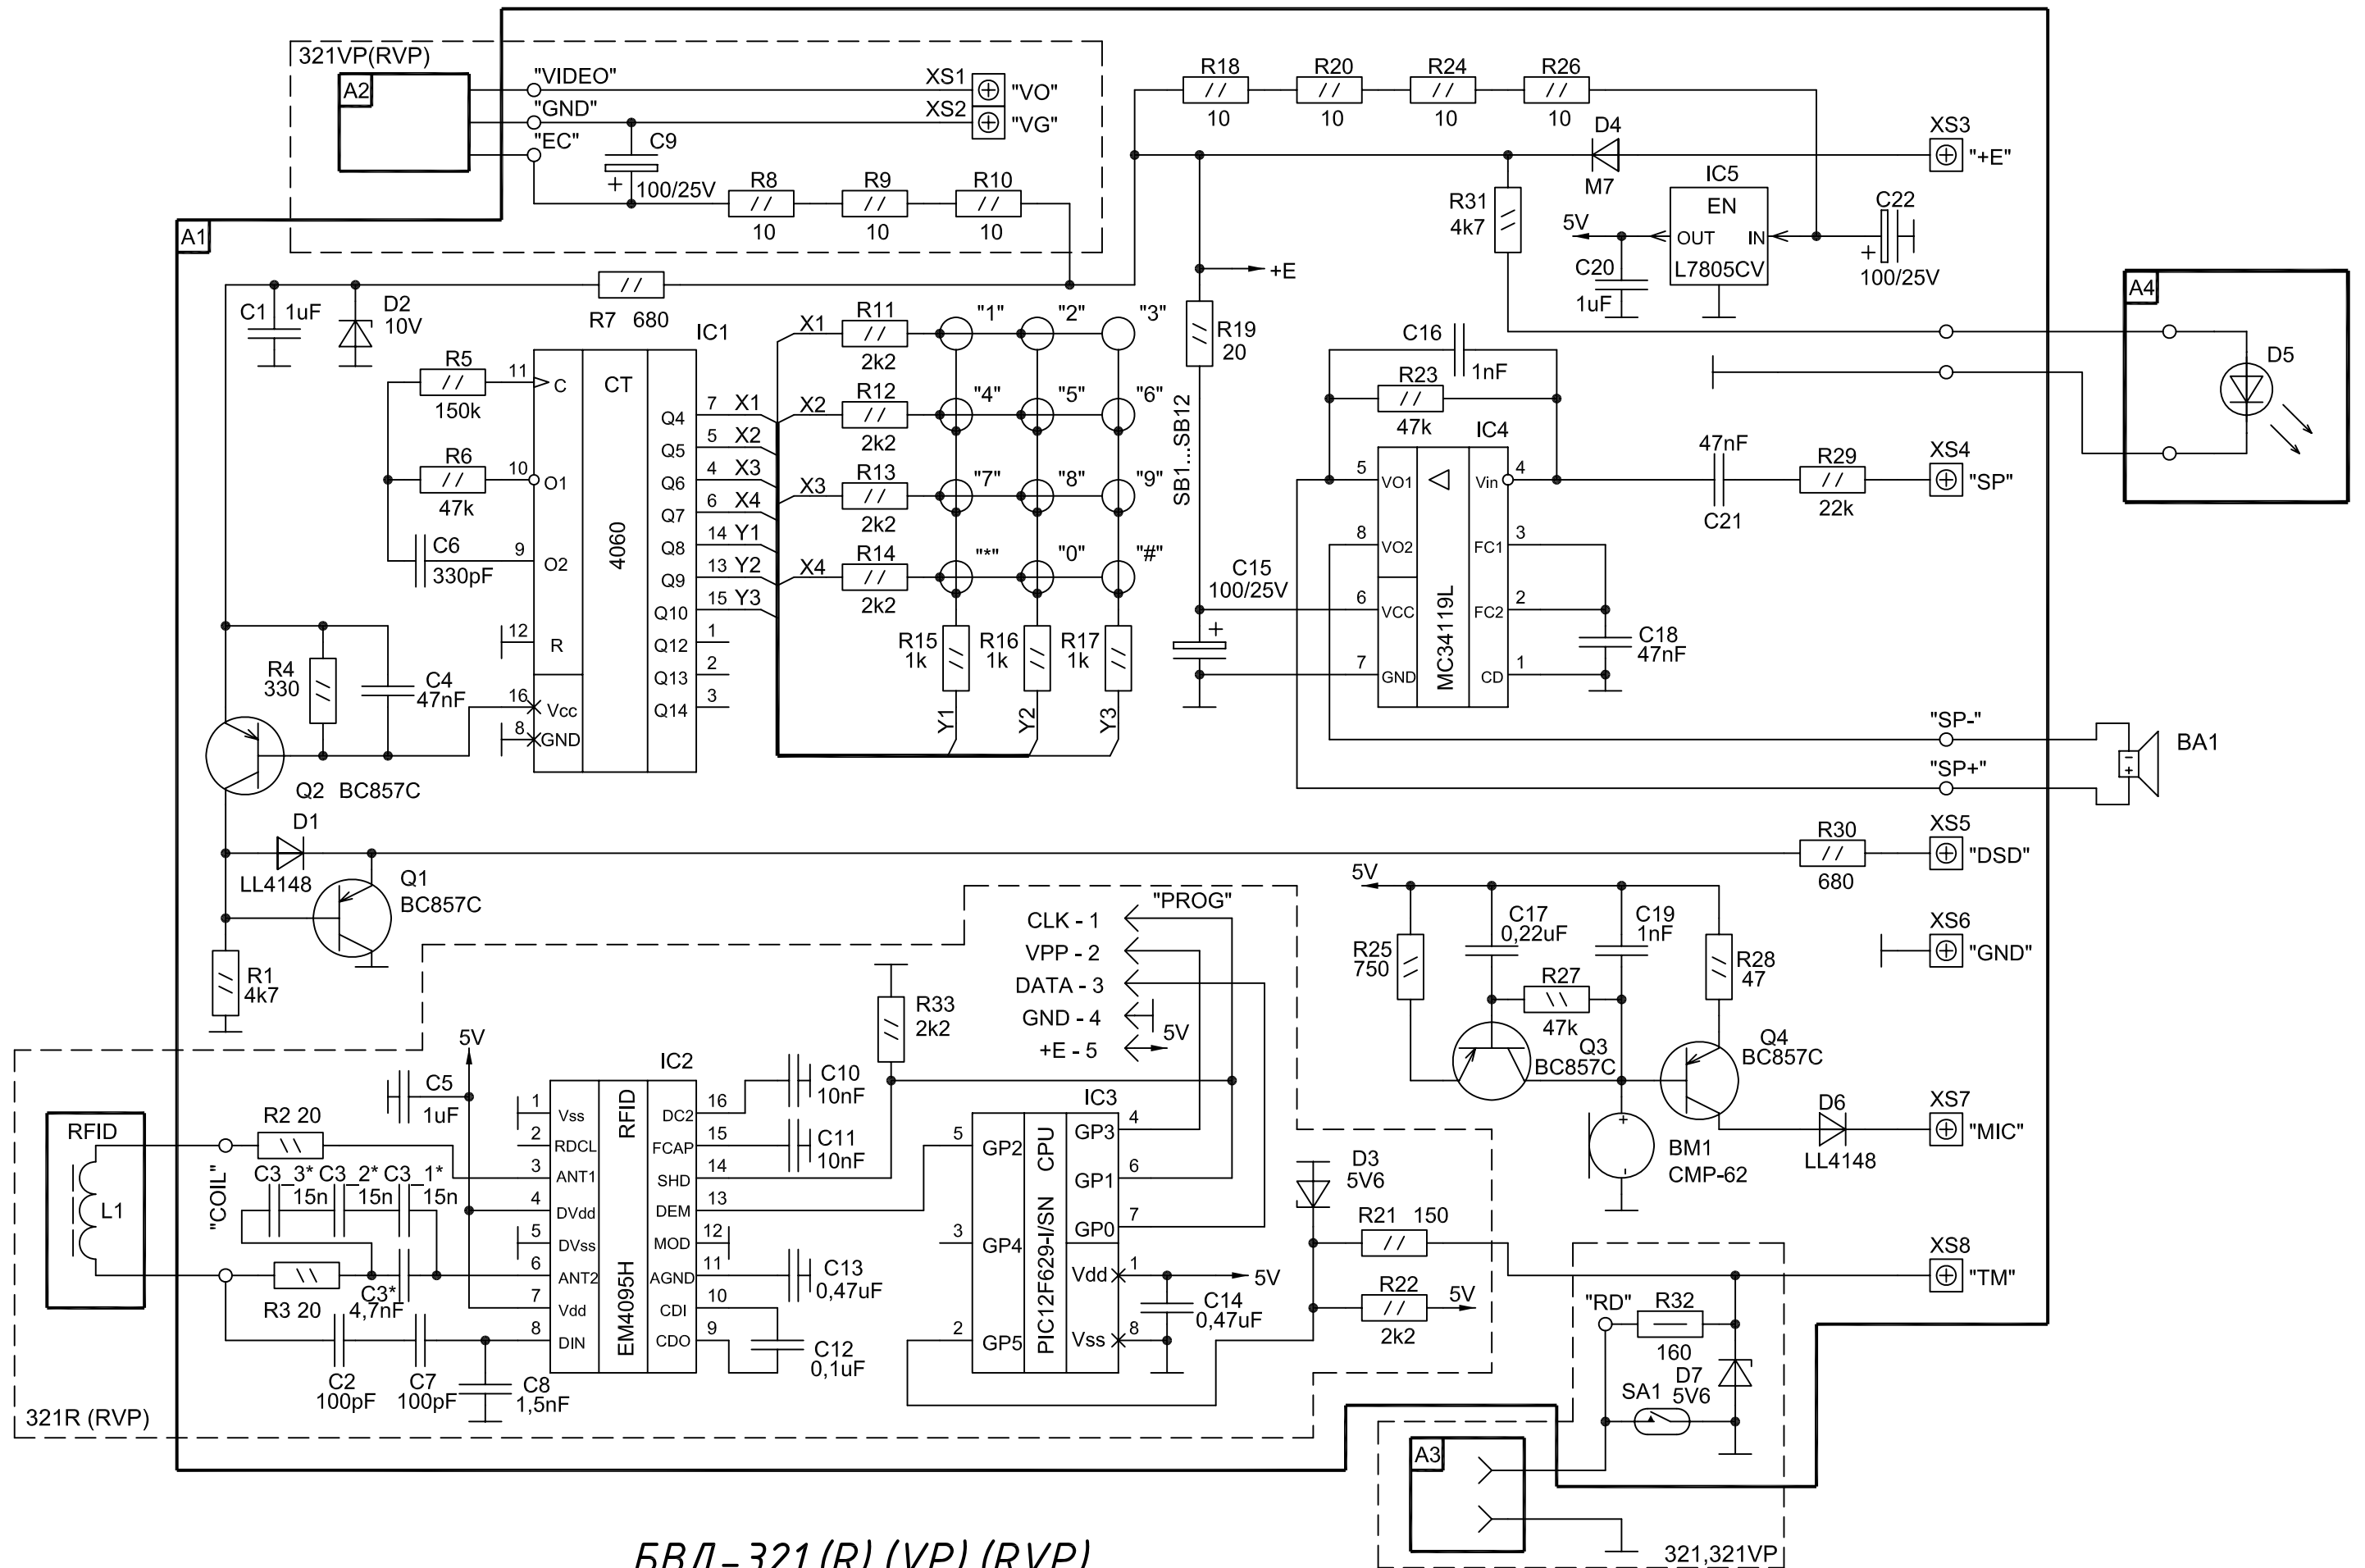 321VP(RVP)
A2
"VIDEO"
"GND"
"EC"
XS1
"VO"
XS2
"VG"
C9
100/25V
+
R8
10
R9
10
R10
10
R18
10
R20
10
R24
10
R26
10
D4
M7
XS3
"+E"
A1
R31
4k7
IC5
EN
OUT
IN
L7805CV
5V
C20
1uF
C22
+
100/25V
+E
A4
D5
C1
1uF
D2
10V
R7 680
IC1
CT
4060
R5
150k
11
C
R6
47k
10
O1
C6
330pF
9
O2
12
R
16
Vcc
8
GND
Q4
7
X1
Q5
5
X2
Q6
4
X3
Q7
6
X4
Q8
14
Y1
Q9
13
Y2
Q10
15
Y3
Q12
1
Q13
2
Q14
3
X1
R11
2k2
"1"
"2"
"3"
X2
R12
2k2
"4"
"5"
"6"
X3
R13
2k2
"7"
"8"
"9"
X4
R14
2k2
"*"
"0"
"#"
R15
1k
R16
1k
R17
1k
Y1
Y2
Y3
SB1...SB12
R19
20
C15
100/25V
+
C16
1nF
R23
47k
IC4
MC34119L
5
VO1
8
VO2
6
VCC
7
GND
4
Vin
3
FC1
2
FC2
1
CD
C18
47nF
47nF
C21
R29
22k
XS4
"SP"
R4
330
C4
47nF
Q2 BC857C
"SP-"
"SP+"
BA1
-
+
D1
LL4148
Q1
BC857C
R1
4k7
R30
680
XS5
"DSD"
XS6
"GND"
5V
R25
750
C17
0,22uF
C19
1nF
R27
47k
R28
47
Q3
BC857C
Q4
BC857C
BM1
CMP-62
+
-
D6
LL4148
XS7
"MIC"
"PROG"
CLK - 1
VPP - 2
DATA - 3
GND - 4
+E - 5
5V
R33
2k2
5V
C5
1uF
RFID
L1
"COIL"
R2 20
C3_3*
15n
C3_2*
15n
C3_1*
15n
R3 20
C3*
4,7nF
C2
100pF
C7
100pF
C8
1,5nF
IC2
RFID
EM4095H
1
Vss
2
RDCL
3
ANT1
4
DVdd
5
DVss
6
ANT2
7
Vdd
8
DIN
16
DC2
15
FCAP
14
SHD
13
DEM
12
MOD
11
AGND
10
CDI
9
CDO
C10
10nF
C11
10nF
C13
0,47uF
C12
0,1uF
IC3
CPU
PIC12F629-I/SN
5
GP2
3
GP4
2
GP5
4
GP3
6
GP1
7
GP0
1
Vdd
8
Vss
5V
C14
0,47uF
D3
5V6
R21 150
R22
2k2
5V
XS8
"TM"
"RD"
R32
160
D7
5V6
SA1
A3
321R (RVP)
321,321VP
БВД-321 (R) (VP) (RVP)